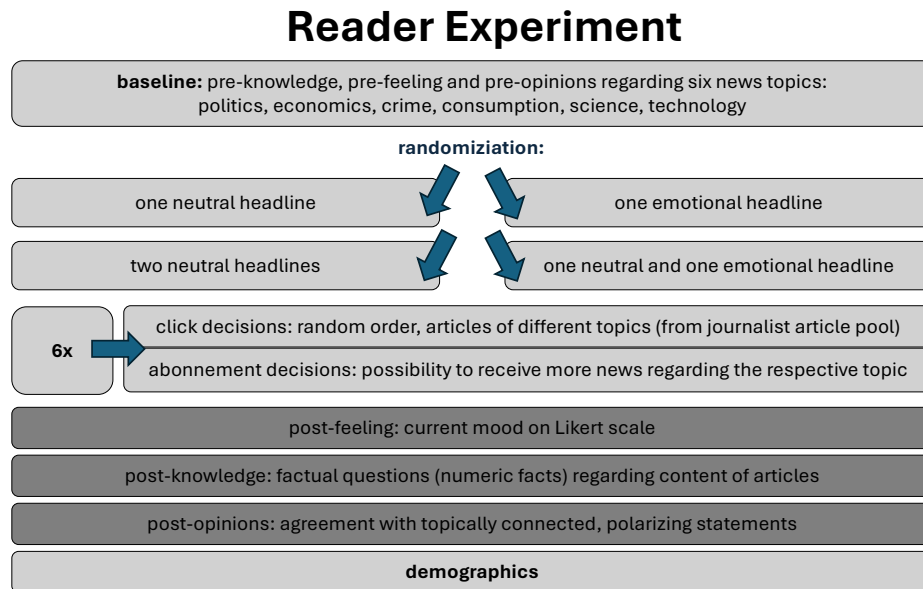 Reader Experiment
baseline: pre-knowledge, pre-feeling and pre-opinions regarding six news topics:
politics, economics, crime, consumption, science, technology
randomiziation:
one neutral headline
one emotional headline
two neutral headlines
one neutral and one emotional headline
6x
click decisions: random order, articles of different topics (from journalist article pool)
abonnement decisions: possibility to receive more news regarding the respective topic
post-feeling: current mood on Likert scale
post-knowledge: factual questions (numeric facts) regarding content of articles
post-opinions: agreement with topically connected, polarizing statements
demographics